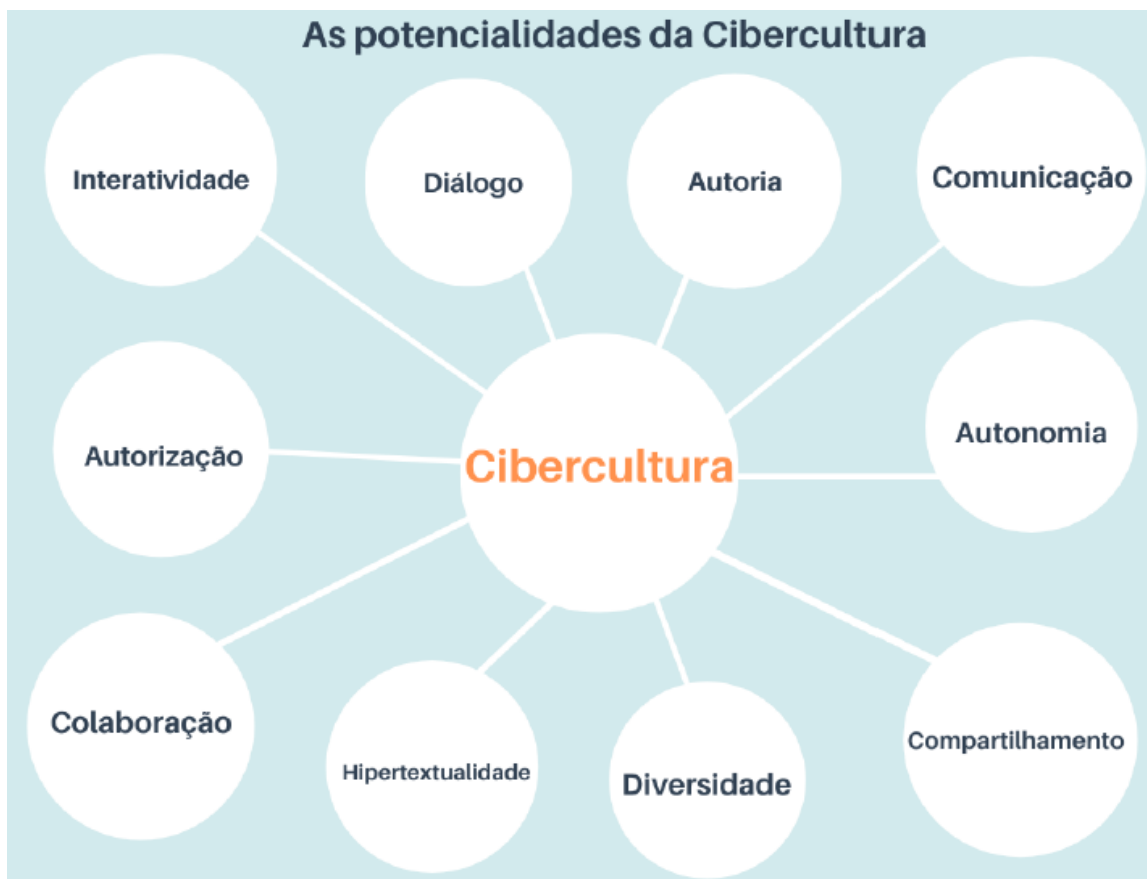 As potencialidades da Cibercultura
Interatividade
Diálogo
Autoria
Comunicação
Autorização
Cibercultura
Autonomia
Colaboração
Hipertextualidade
Diversidade
Compartilhamento